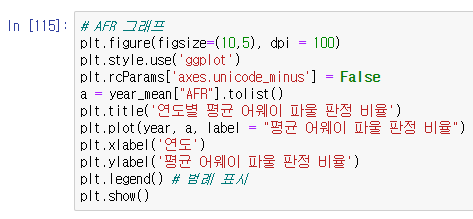 In [115]: # AFR 그래프
plt.figure(figsize=(10,5), dpi = 100)
plt.style.use('ggplot')
plt.rcParams['axes.unicode_minus'] = False
a = year_mean["AFR"].tolist()
plt.title('연도별 평균 어웨이 파울 판정 비율')
plt.plot(year, a, label = "평균 어웨이 파울 판정 비율")
plt.xlabel('연도')
plt.ylabel('평균 어웨이 파울 판정 비율')
plt.legend() # 범례 표시
plt.show()